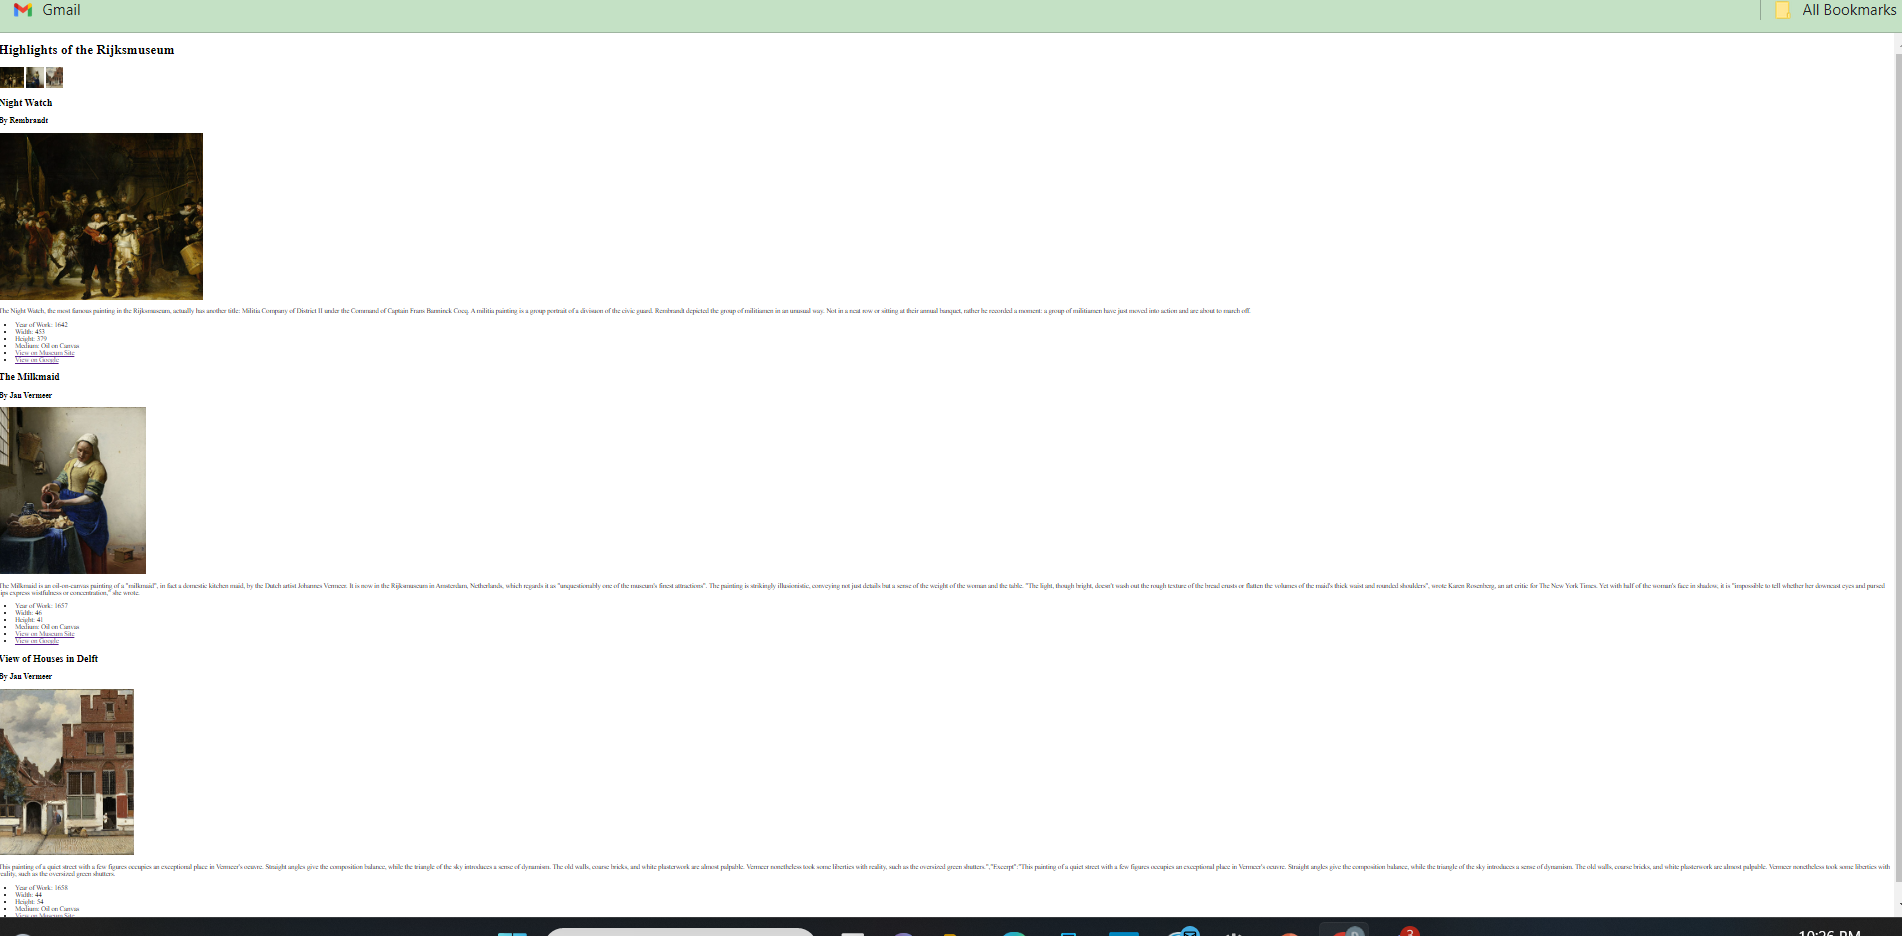 Gmail
All Bookmarks
Highlights of the Rijksmuseum
Night Watch
By Rembrandt
The Night Watch, the most famous painting in the Rijksmuseum, actually has another title: Militia Company of District II under the Command of Captain Frans Banninck Cocq. A militia painting is a group portrait of a division of the civic guard. Rembrandt depicted the group of militiamen in an unusual way. Not in a neat row or sitting at their annual banquet, rather he recorded a moment: a group of militiamen have just moved into action and are about to march off.
Year of Work: 1642
Width: 453
Height: 379
Medium: Oil on Canvas
View on Museum Site
View on Google
The Milkmaid
By Jan Vermeer
The Milkmaid is an oil-on-canvas painting of a "milkmaid", in fact a domestic kitchen maid, by the Dutch artist Johannes Vermeer. It is now in the Rijksmuseum in Amsterdam, Netherlands, which regards it as "unquestionably one of the museum's finest attractions". The painting is strikingly illusionistic, conveying not just details but a sense of the weight of the woman and the table. "The light, though bright, doesn't wash out the rough texture of the bread crusts or flatten the volumes of the maid's thick waist and rounded shoulders", wrote Karen Rosenberg, an art critic for The New York Times. Yet with half of the woman's face in shadow, it is "impossible to tell whether her downcast eyes and pursed
lips express wistfulness or concentration," she wrote.
Year of Work: 1657
Width: 46
Height: 41
Medium: Oil on Canvas
View on Museum Site
View on Google
View of Houses in Delft
By Jan Vermeer
This painting of a quiet street with a few figures occupies an exceptional place in Vermeer's oeuvre. Straight angles give the composition balance, while the triangle of the sky introduces a sense of dynamism. The old walls, coarse bricks, and white plasterwork are almost palpable. Vermeer nonetheless took some liberties with reality, such as the oversized green shutters.","Excerpt":"This painting of a quiet street with a few figures occupies an exceptional place in Vermeer's oeuvre. Straight angles give the composition balance, while the triangle of the sky introduces a sense of dynamism. The old walls, coarse bricks, and white plasterwork are almost palpable. Vermeer nonetheless took some liberties with
reality, such as the oversized green shutters.
Year of Work: 1658
Width: 44
Height: 54
Medium: Oil on Canvas
View on Museum Site
3
10:26 PM